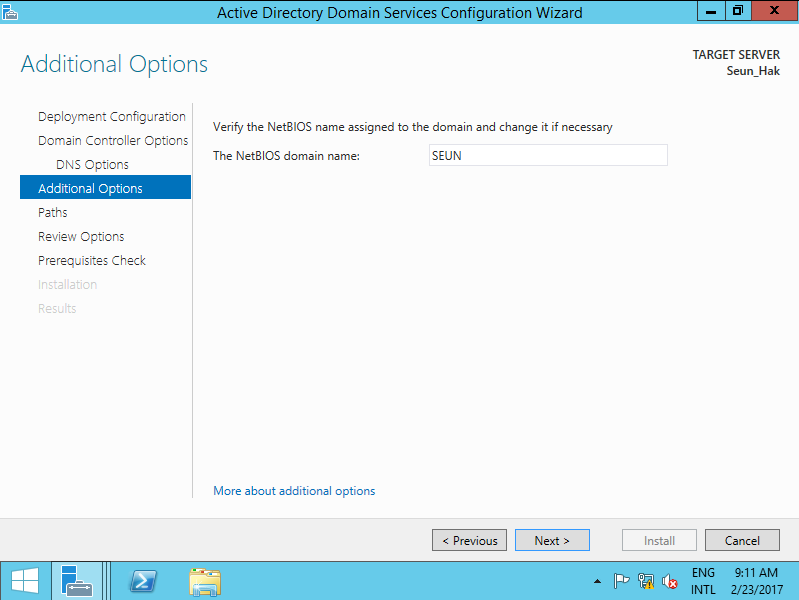 Active Directory Domain Services Configuration Wizard
Additional Options
TARGET SERVER
Seun_Hak
Deployment Configuration
Domain Controller Options
DNS Options
Additional Options
Paths
Review Options
Prerequisites Check
Installation
Results
Verify the NetBIOS name assigned to the domain and change it if necessary
The NetBIOS domain name: SEUN
More about additional options
< Previous Next > Install Cancel
ENG 9:11 AM
INTL 2/23/2017